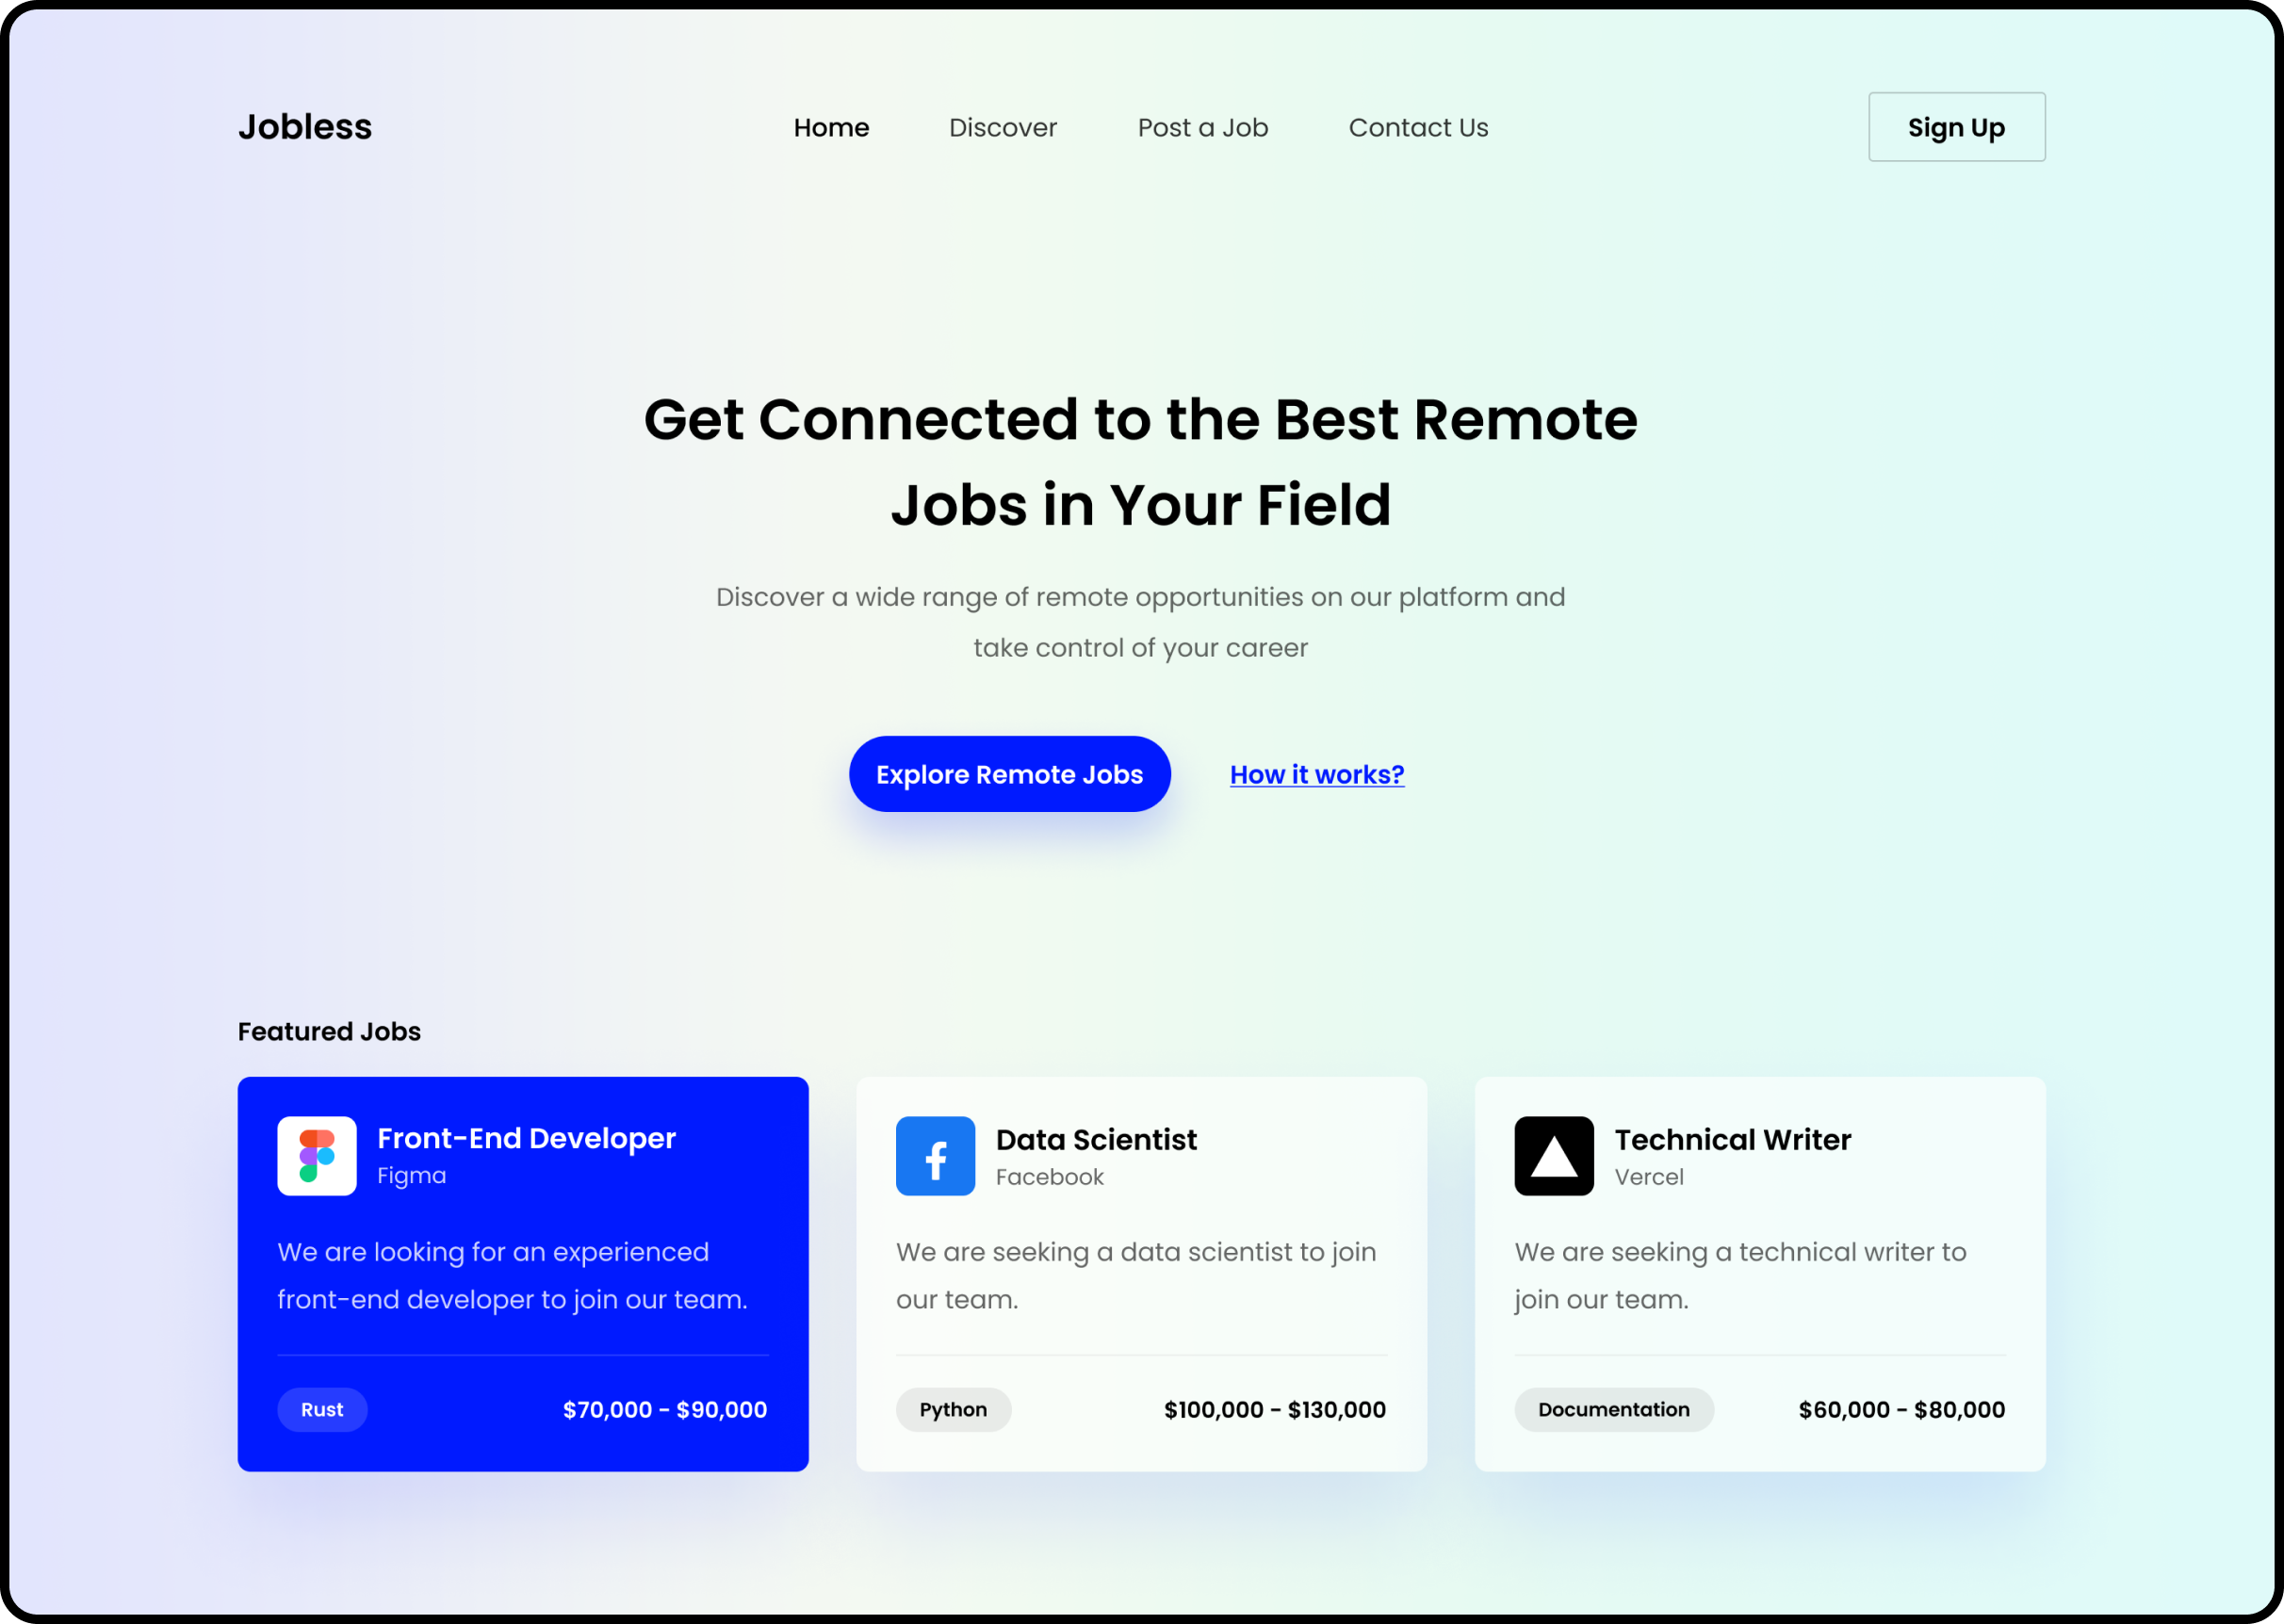 Jobless
Home
Discover
Post a Job
Contact Us
Sign Up
Get Connected to the Best Remote
Jobs in Your Field
Discover a wide range of remote opportunities on our platform and
take control of your career
Explore Remote Jobs
How it works?
Featured Jobs
Front-End Developer
Figma
We are looking for an experienced
front-end developer to join our team.
Rust
$70,000 - $90,000
Data Scientist
Facebook
We are seeking a data scientist to join
our team.
Python
$100,000 - $130,000
Technical Writer
Vercel
We are seeking a technical writer to
join our team.
Documentation
$60,000 - $80,000